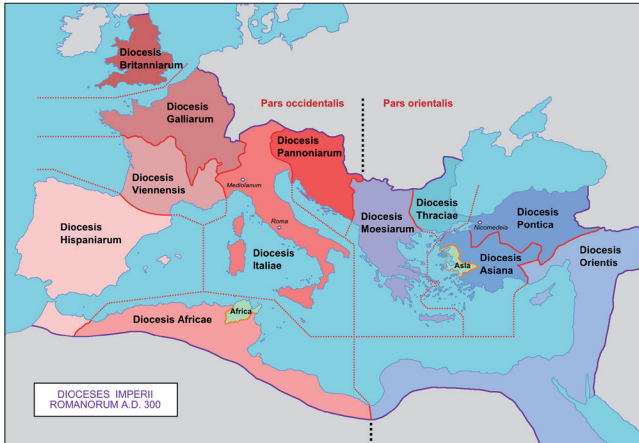 Diocesis
Britanniarum
Diocesis
Galliarum
Pars occidentalis
Pars orientalis
Diocesis
Pannoniarum
Diocesis
Viennensis
Mediolanum
Diocesis
Hispaniarum
Roma
Diocesis
Italiae
Diocesis
Moesiarum
Diocesis
Thraciae
Nicomedeia
Diocesis
Pontica
Asia
Diocesis
Asiana
Diocesis
Orientis
Diocesis Africae
Africa
DIOCESES IMPERII
ROMANORUM A.D. 300